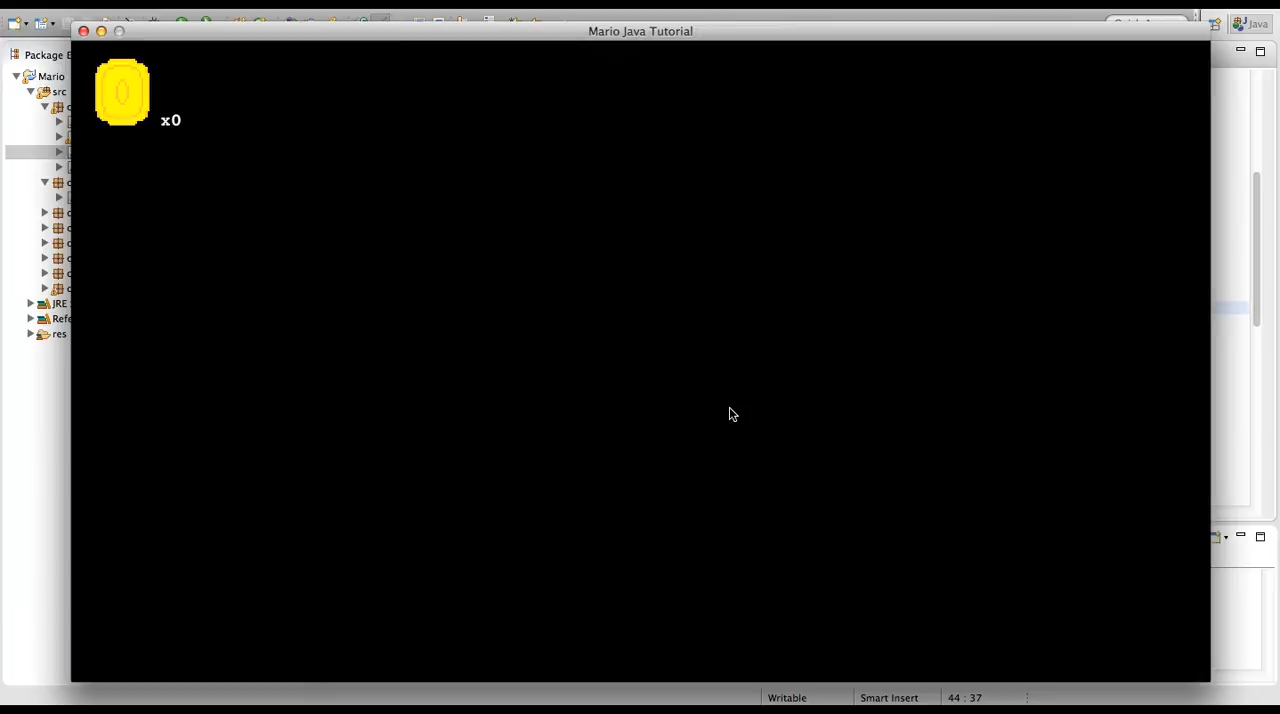 Mario Java Tutorial
Java
Package E
Mario
src
x0
JRE
Refe
res
Writable
Smart Insert
44 : 37